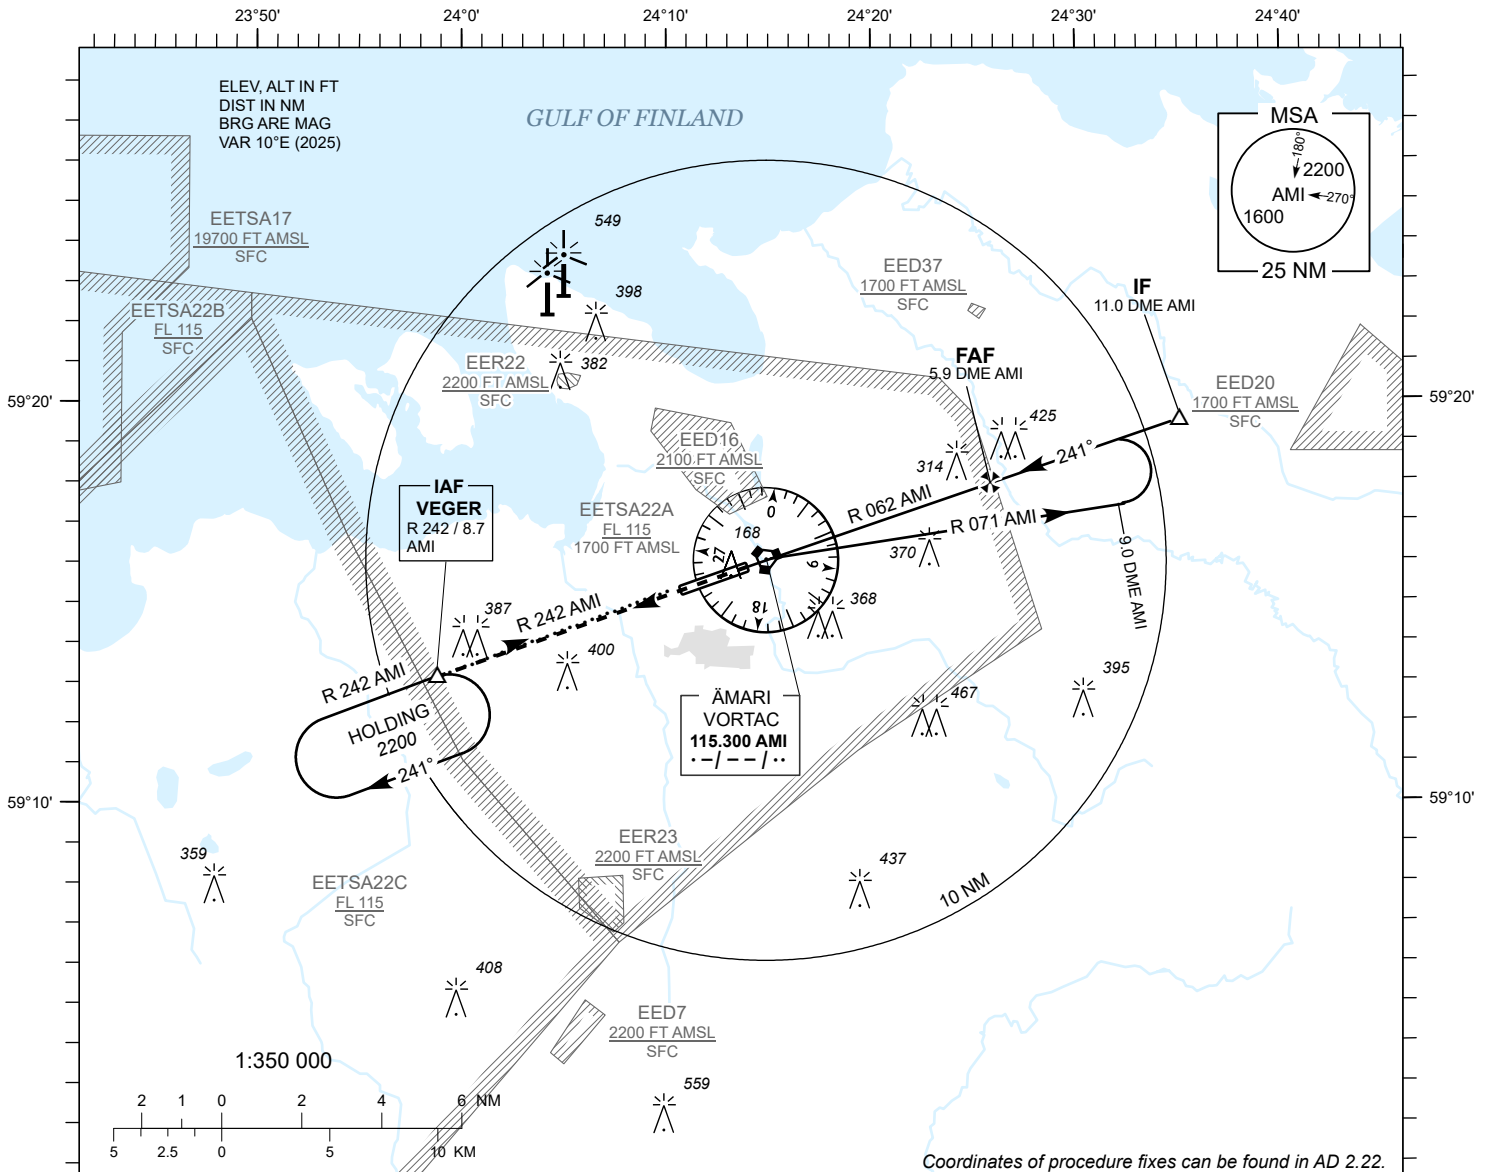 23°50'
24°0'
24°10'
24°20'
24°30'
24°40'
ELEV, ALT IN FT
DIST IN NM
BRG ARE MAG
VAR 10°E (2025)
GULF OF FINLAND
MSA
180°
2200
AMI
270°
1600
25 NM
EETSA17
19700 FT AMSL
SFC
549
EED37
1700 FT AMSL
SFC
IF
11.0 DME AMI
398
EETSA22B
FL 115
SFC
EER22
2200 FT AMSL
SFC
382
FAF
5.9 DME AMI
EED20
1700 FT AMSL
SFC
59°20'
59°20'
425
EED16
2100 FT AMSL
SFC
314
241°
IAF
VEGER
R 242 / 8.7
AMI
EETSA22A
FL 115
1700 FT AMSL
R 062 AMI
R 071 AMI
168
0
9
18
27
370
9.0 DME AMI
387
R 242 AMI
368
400
395
R 242 AMI
HOLDING
2200
241°
467
ÄMARI
VORTAC
115.300 AMI
· –/ – – / ··
59°10'
59°10'
359
EER23
2200 FT AMSL
SFC
437
10 NM
EETSA22C
FL 115
SFC
408
EED7
2200 FT AMSL
SFC
1:350 000
559
2 1 0 2 4 6 NM
5 2.5 0 5 10 KM
Coordinates of procedure fixes can be found in AD 2.22.